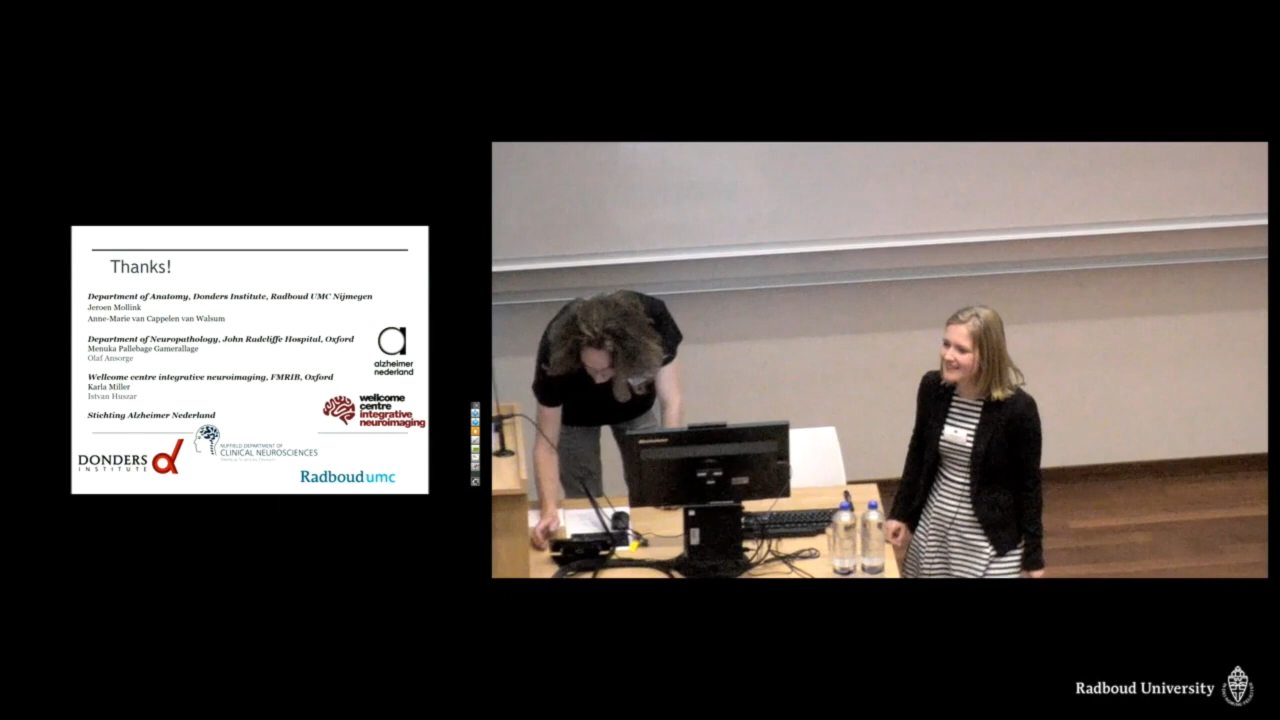 Thanks!
Department of Anatomy, Donders Institute, Radboud UMC Nijmegen
Jeroen Mollink
Anne-Marie van Cappelen van Walsum
Department of Neuropathology, John Radcliffe Hospital, Oxford
Menuka Pallebage Gamerallage
Olaf Ansorge
alzheimer
nederland
Wellcome centre integrative neuroimaging, FMRIB, Oxford
Karla Miller
Istvan Huszar
wellcome
centre
integrative
neuroimaging
Stichting Alzheimer Nederland
DONDERS
INSTITUTE
NUFFIELD DEPARTMENT OF
CLINICAL NEUROSCIENCES
Radboudumc
Radboud University